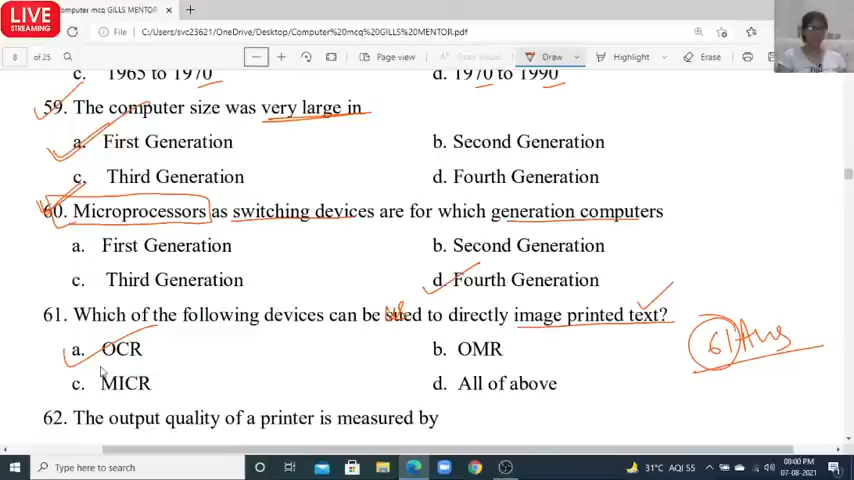 LIVE
STREAMING
Computer mcq GILLS MENTOR.pdf
File
C:/Users/svc23621/OneDrive/Desktop/Computer%20mcq%20GILLS%20MENTOR.pdf
8 of 25
Page view
Read aloud
Draw
Highlight
Erase
c. 1965 to 1970
d. 1970 to 1990
59. The computer size was very large in
a. First Generation
b. Second Generation
c. Third Generation
d. Fourth Generation
60. Microprocessors as switching devices are for which generation computers
a. First Generation
b. Second Generation
c. Third Generation
d. Fourth Generation
61. Which of the following devices can be sued to directly image printed text?
a. OCR
b. OMR
c. MICR
d. All of above
61 Ans
62. The output quality of a printer is measured by
Type here to search
31°C AQI 55
08:00 PM
07-08-2021